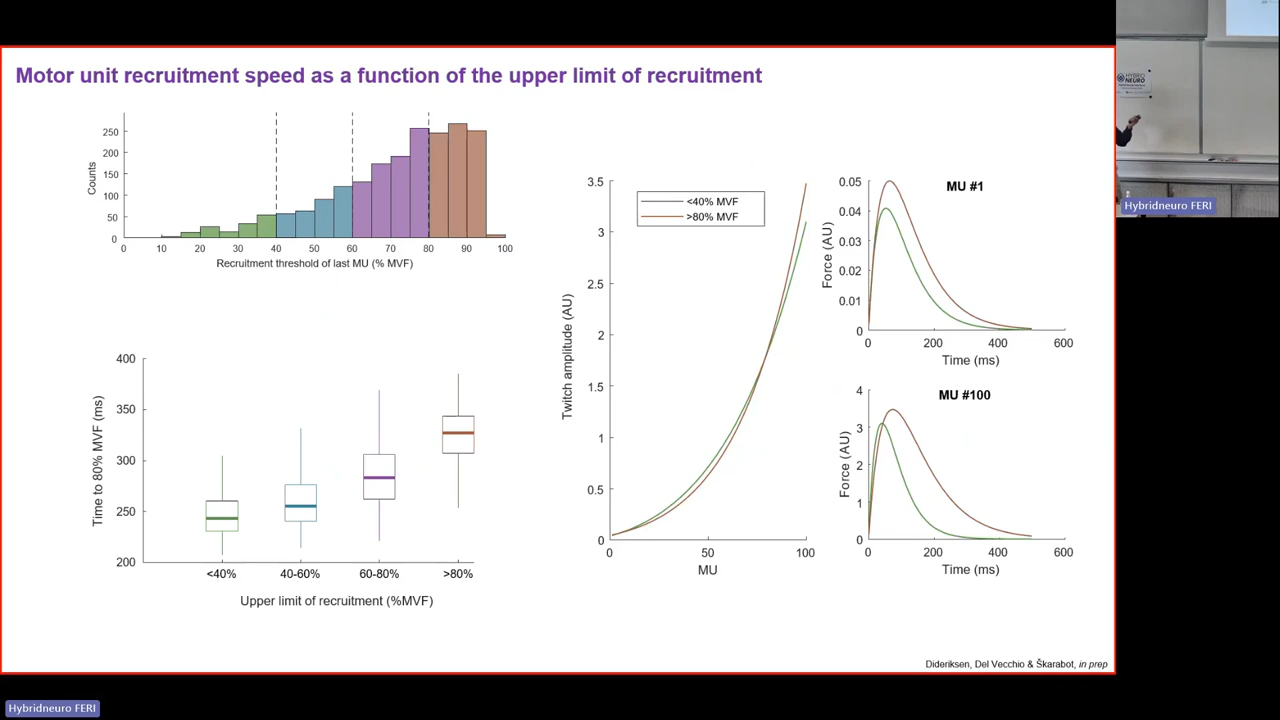 Motor unit recruitment speed as a function of the upper limit of recruitment
250
200
150
100
50
0
Counts
0 10 20 30 40 50 60 70 80 90 100
Recruitment threshold of last MU (% MVF)
400
350
300
250
200
Time to 80% MVF (ms)
<40% 40-60% 60-80% >80%
Upper limit of recruitment (%MVF)
3.5
3
2.5
2
1.5
1
0.5
0
Twitch amplitude (AU)
<40% MVF
>80% MVF
0 50 100
MU
MU #1
0.05
0.04
0.03
0.02
0.01
0
Force (AU)
0 200 400 600
Time (ms)
MU #100
4
3
2
1
0
Force (AU)
0 200 400 600
Time (ms)
Dideriksen, Del Vecchio & Škarabot, in prep
HYBRID
NEURO
Hybridneuro FERI
Hybridneuro FERI